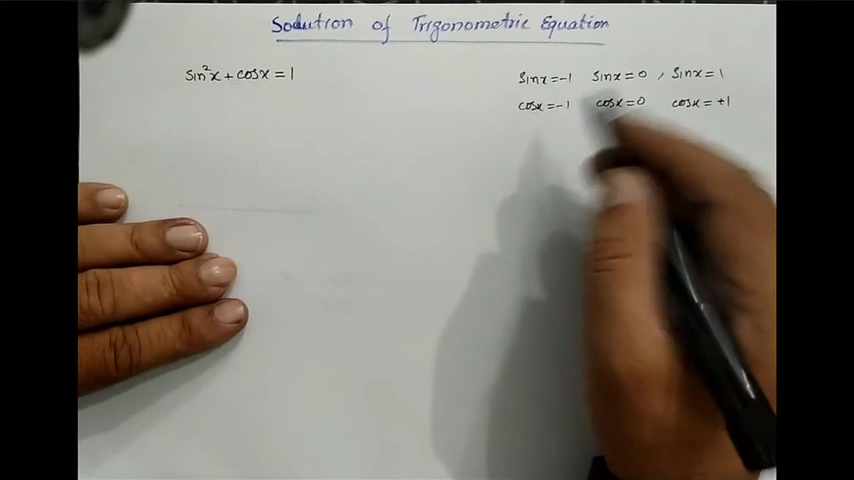 Solution of Trigonometric Equation
sin²x + cosx = 1
sinx = -1 sinx = 0 , sinx = 1
cosx = -1 cosx = 0 cosx = +1